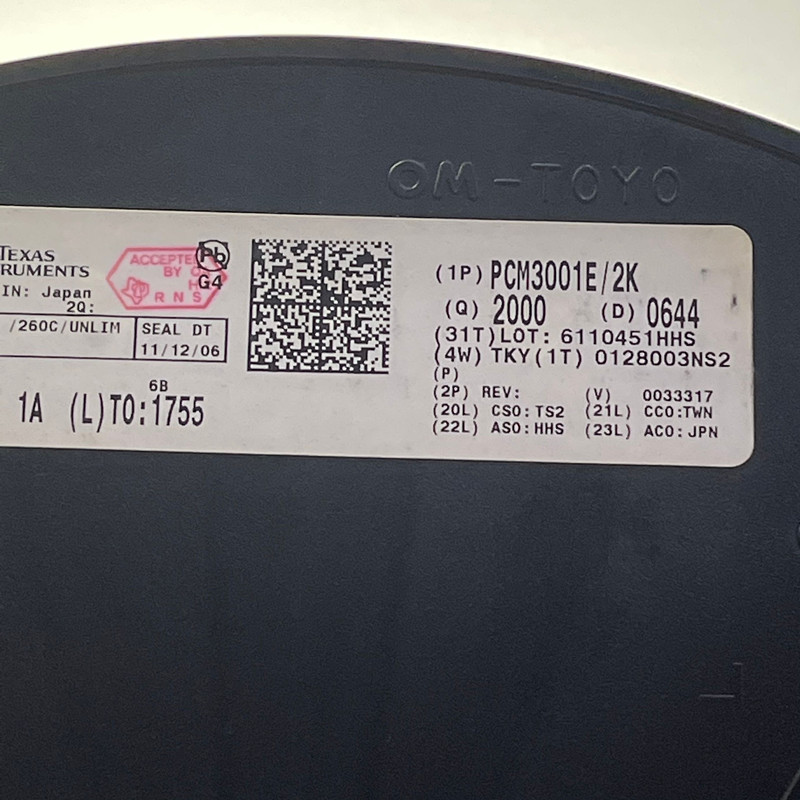 OM-TOYO
TEXAS
RUMENTS
IN: Japan
2Q:
ACCEPTE
BY
H
RNS
Pb
G4
/260C/UNLIM
SEAL DT
11/12/06
6B
1A (L)TO:1755
(1P) PCM3001E/2K
(Q) 2000 (D) 0644
(31T)LOT: 6110451HHS
(4W) TKY(1T) 0128003NS2
(P)
(2P) REV: (V) 0033317
(20L) CSO:TS2 (21L) CCO:TWN
(22L) ASO:HHS (23L) ACO:JPN